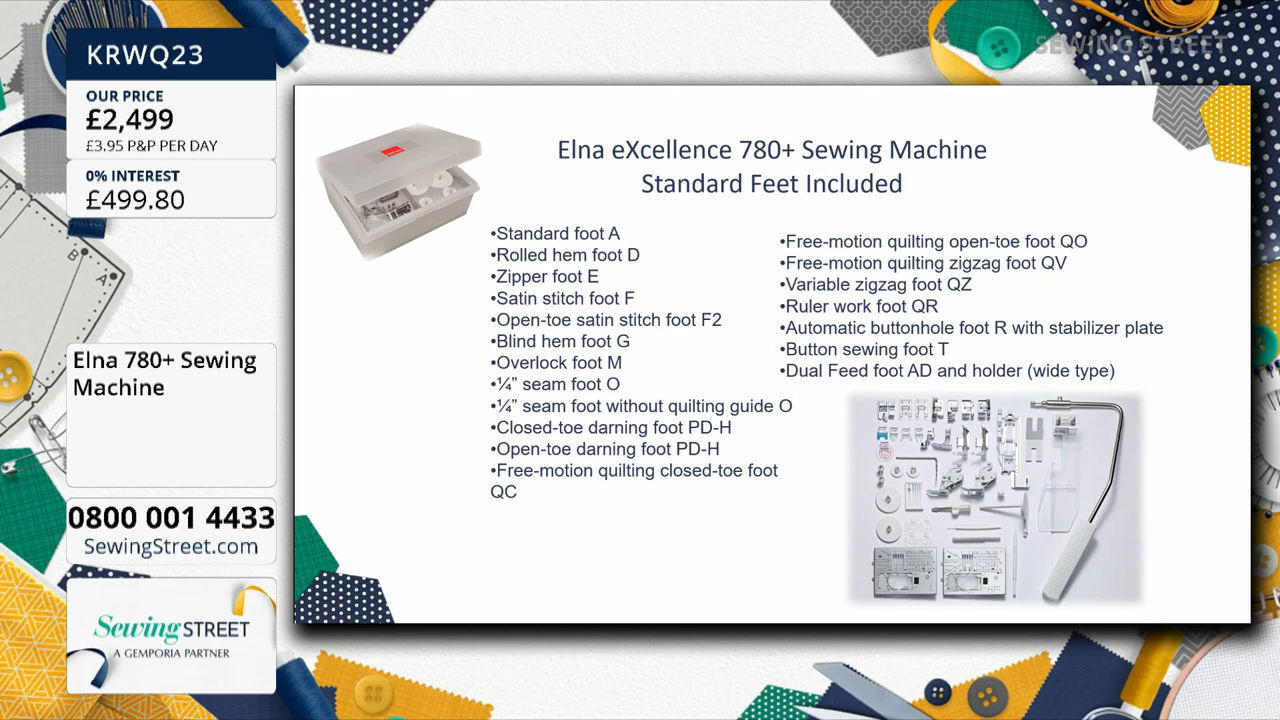 KRWQ23
OUR PRICE
£2,499
£3.95 P&P PER DAY
0% INTEREST
£499.80
Elna 780+ Sewing
Machine
0800 001 4433
SewingStreet.com
Sewing STREET
A GEMPORIA PARTNER
SEWING STREET
Elna eXcellence 780+ Sewing Machine
Standard Feet Included
•Standard foot A
•Rolled hem foot D
•Zipper foot E
•Satin stitch foot F
•Open-toe satin stitch foot F2
•Blind hem foot G
•Overlock foot M
•¼” seam foot O
•¼” seam foot without quilting guide O
•Closed-toe darning foot PD-H
•Open-toe darning foot PD-H
•Free-motion quilting closed-toe foot
QC
•Free-motion quilting open-toe foot QO
•Free-motion quilting zigzag foot QV
•Variable zigzag foot QZ
•Ruler work foot QR
•Automatic buttonhole foot R with stabilizer plate
•Button sewing foot T
•Dual Feed foot AD and holder (wide type)
B
A